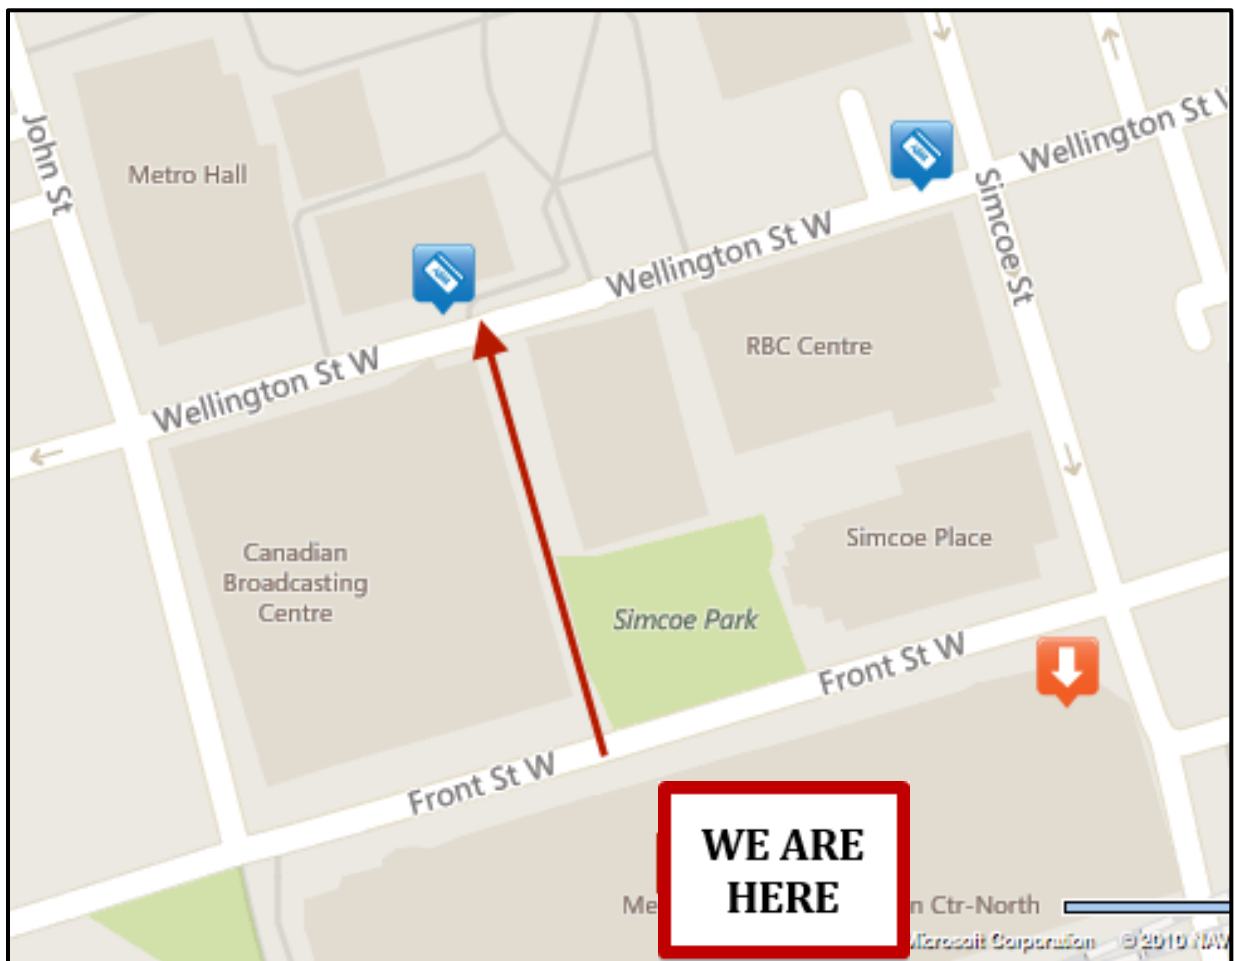 John St
Metro Hall
Wellington St
Simcoe St
Wellington St W
RBC Centre
Wellington St W
Canadian
Broadcasting
Centre
Simcoe Place
Simcoe Park
Front St W
Front St W
WE ARE
HERE
Me
n Ctr-North
Microsoft Corporation © 2010 NAV